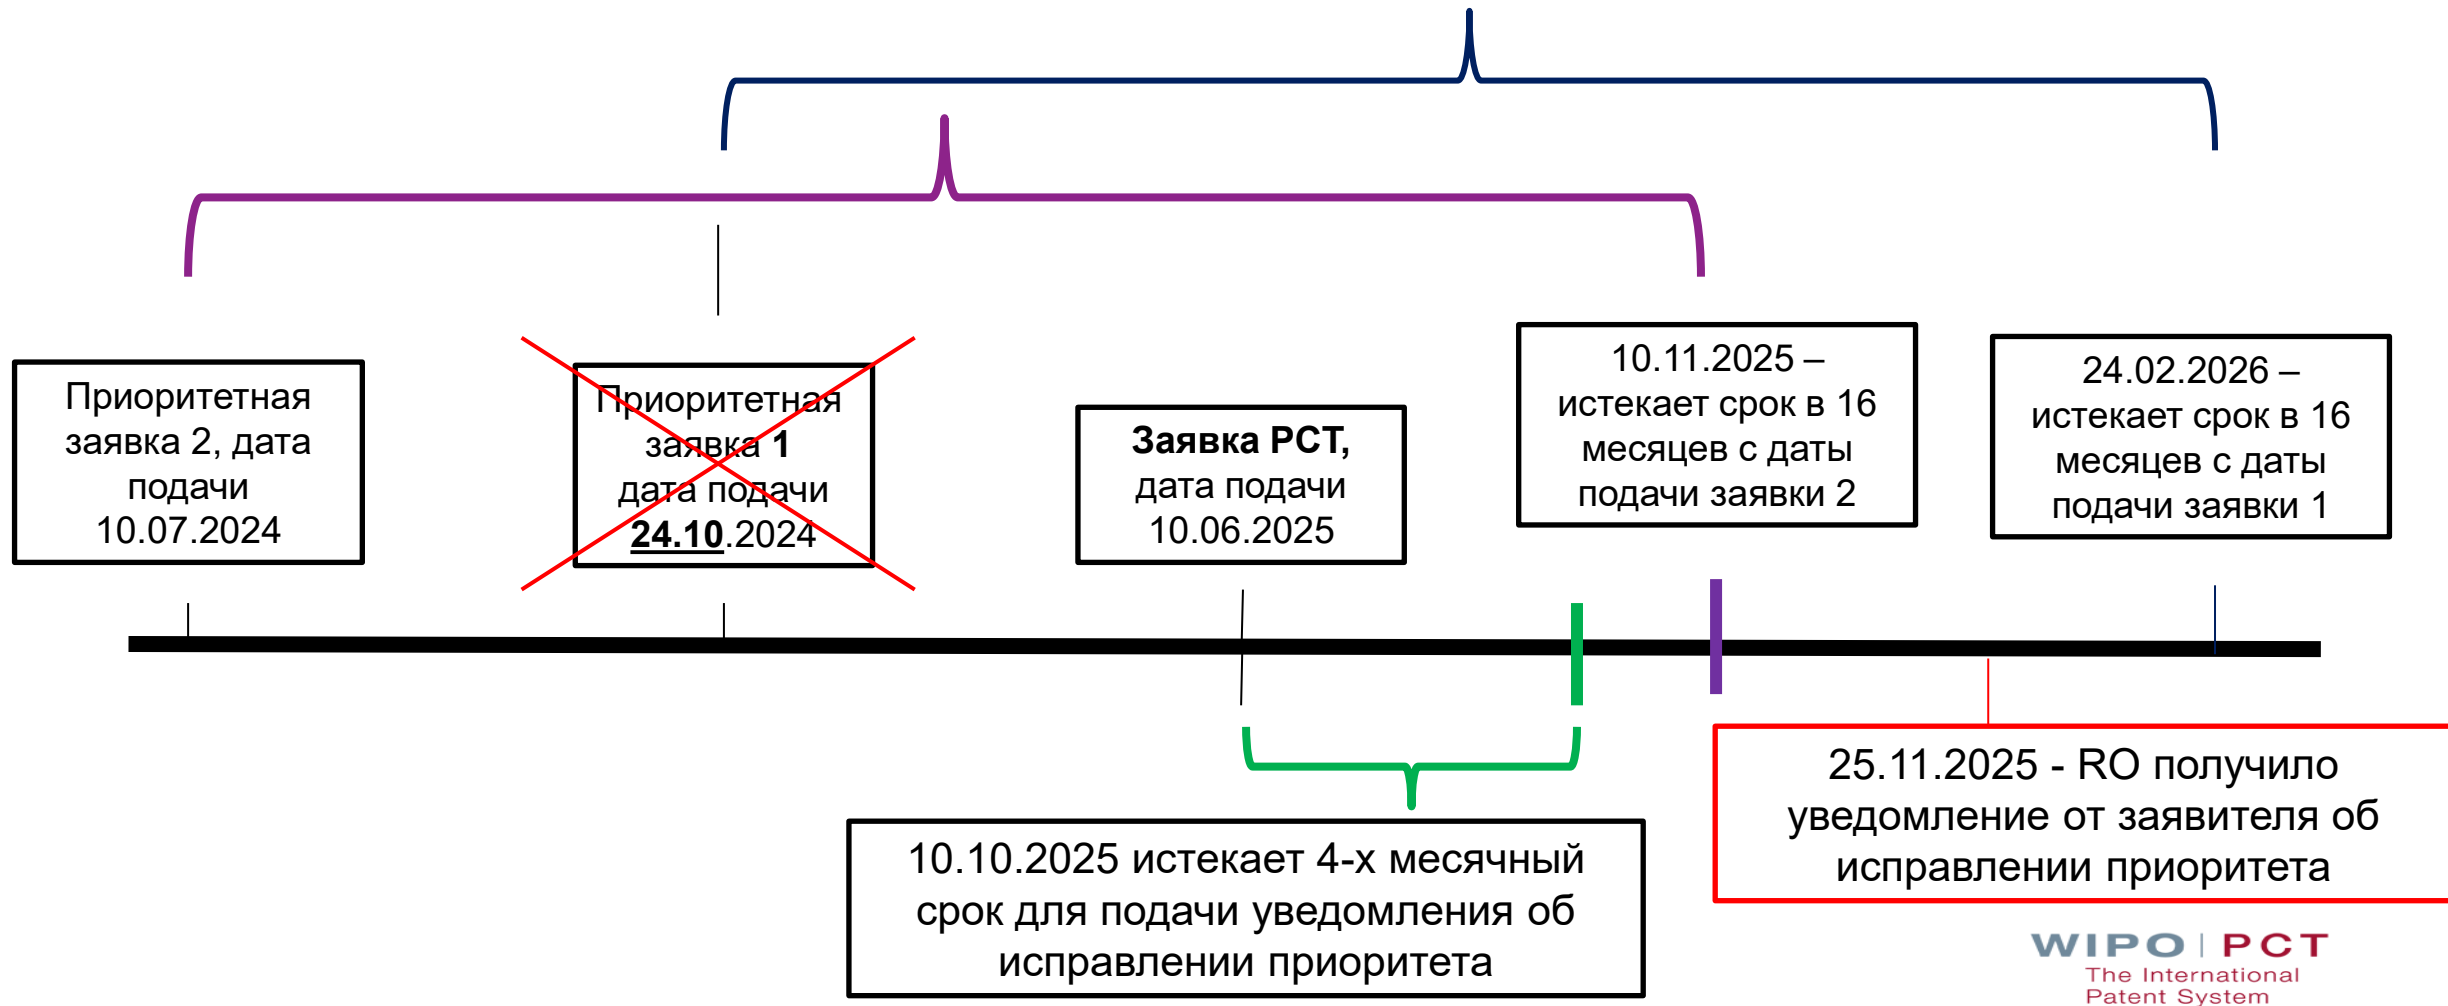 Приоритетная
заявка 2, дата
подачи
10.07.2024
Приоритетная
заявка 1
дата подачи
24.10.2024
Заявка PCT,
дата подачи
10.06.2025
10.11.2025 –
истекает срок в 16
месяцев с даты
подачи заявки 2
24.02.2026 –
истекает срок в 16
месяцев с даты
подачи заявки 1
25.11.2025 - RO получило
уведомление от заявителя об
исправлении приоритета
10.10.2025 истекает 4-х месячный
срок для подачи уведомления об
исправлении приоритета
WIPO | PCT
The International
Patent System